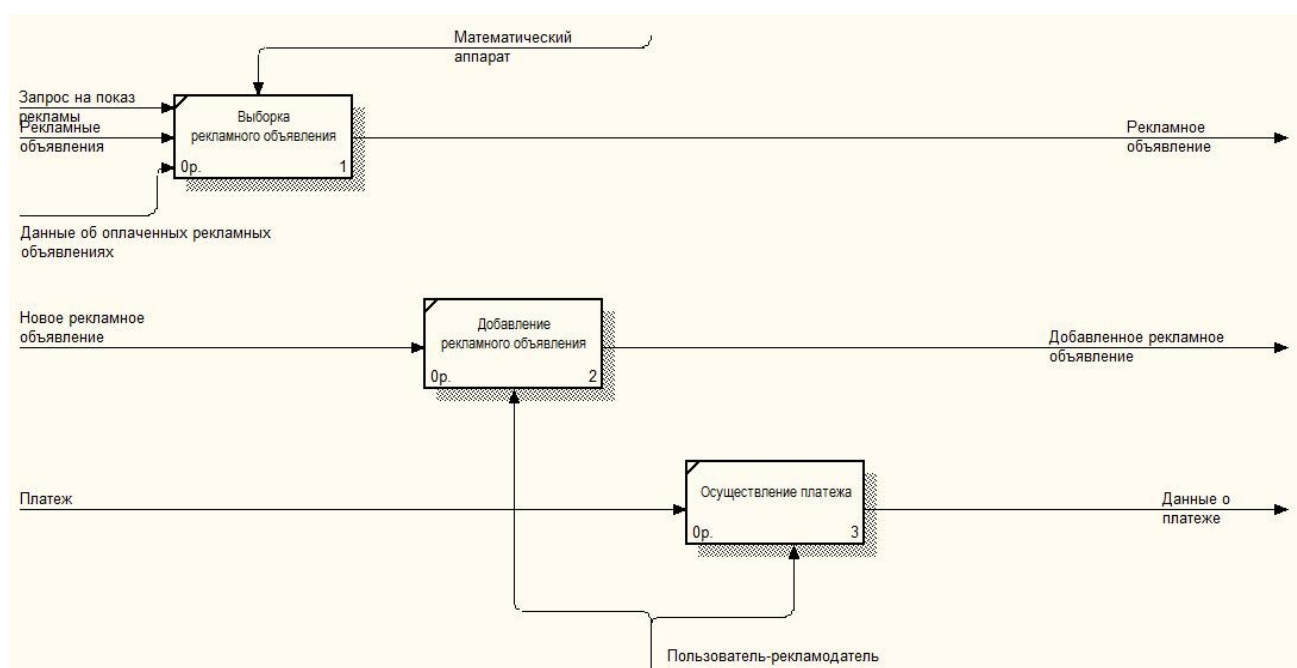 Математический
аппарат
Запрос на показ
рекламы
Рекламные
объявления
Выборка
рекламного объявления
0р.
1
Рекламное
объявление
Данные об оплаченных рекламных
объявлениях
Новое рекламное
объявление
Добавление
рекламного объявления
0р.
2
Добавленное рекламное
объявление
Платеж
Осуществление платежа
0р.
3
Данные о
платеже
Пользователь-рекламодатель